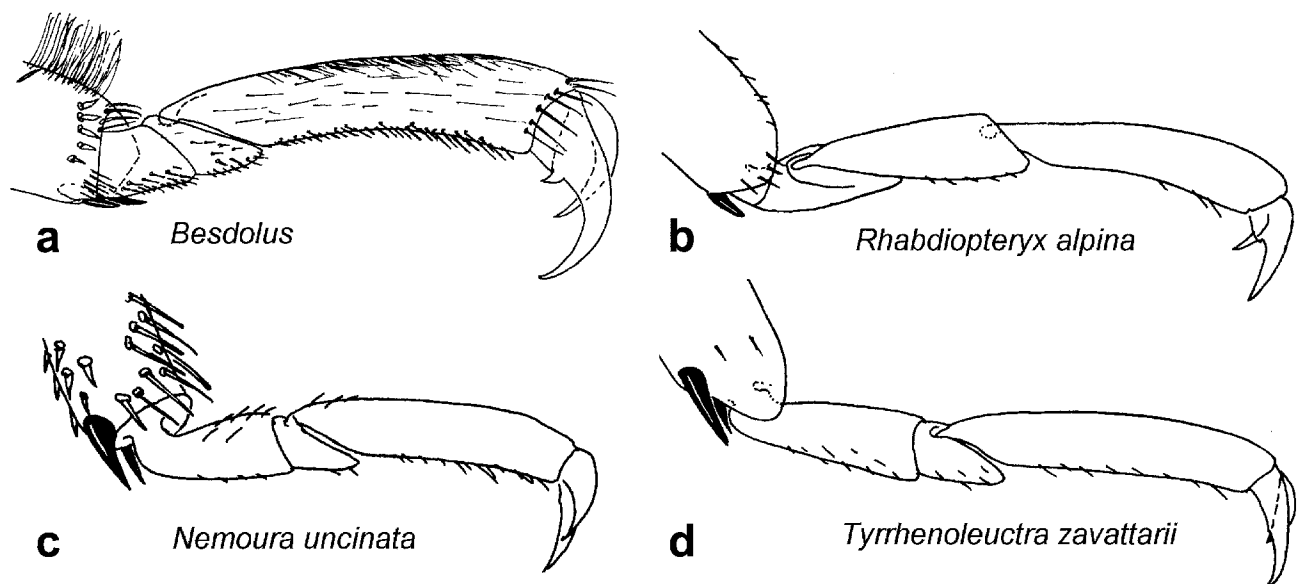 a Besdolus
b Rhabdiopteryx alpina
c Nemoura uncinata
d Tyrrhenoleuctra zavattarii